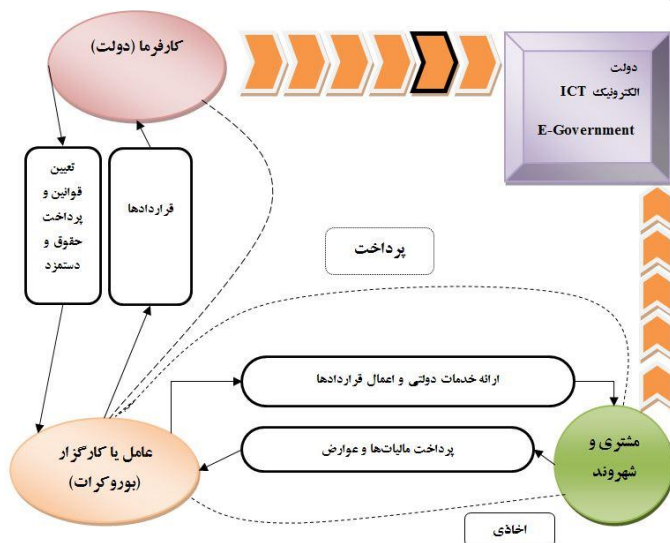 کارفرما (دولت)
دولت
الکترونیک ICT
E-Government
تعیین
قوانین و
پرداخت
حقوق و
دستمزد
قراردادها
پرداخت
ارائه خدمات دولتی و اعمال قراردادها
پرداخت مالیات‌ها و عوارض
عامل یا کارگزار
(بوروکرات)
مشتری و
شهروند
اخاذی